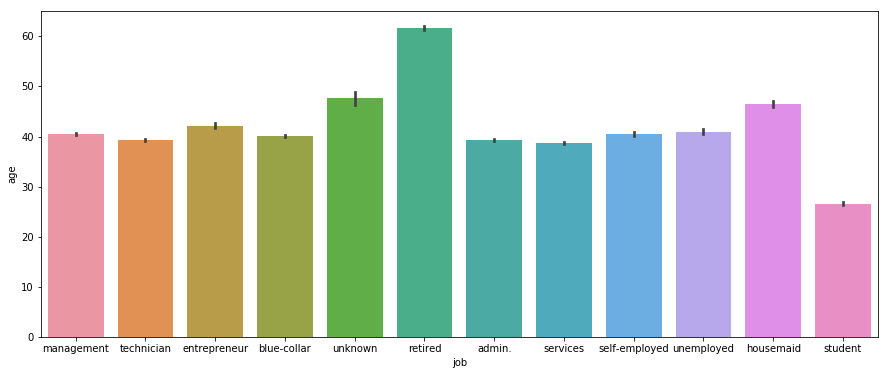 60
50
40
30
20
10
0
age
management technician entrepreneur blue-collar unknown retired admin. services self-employed unemployed housemaid student
job